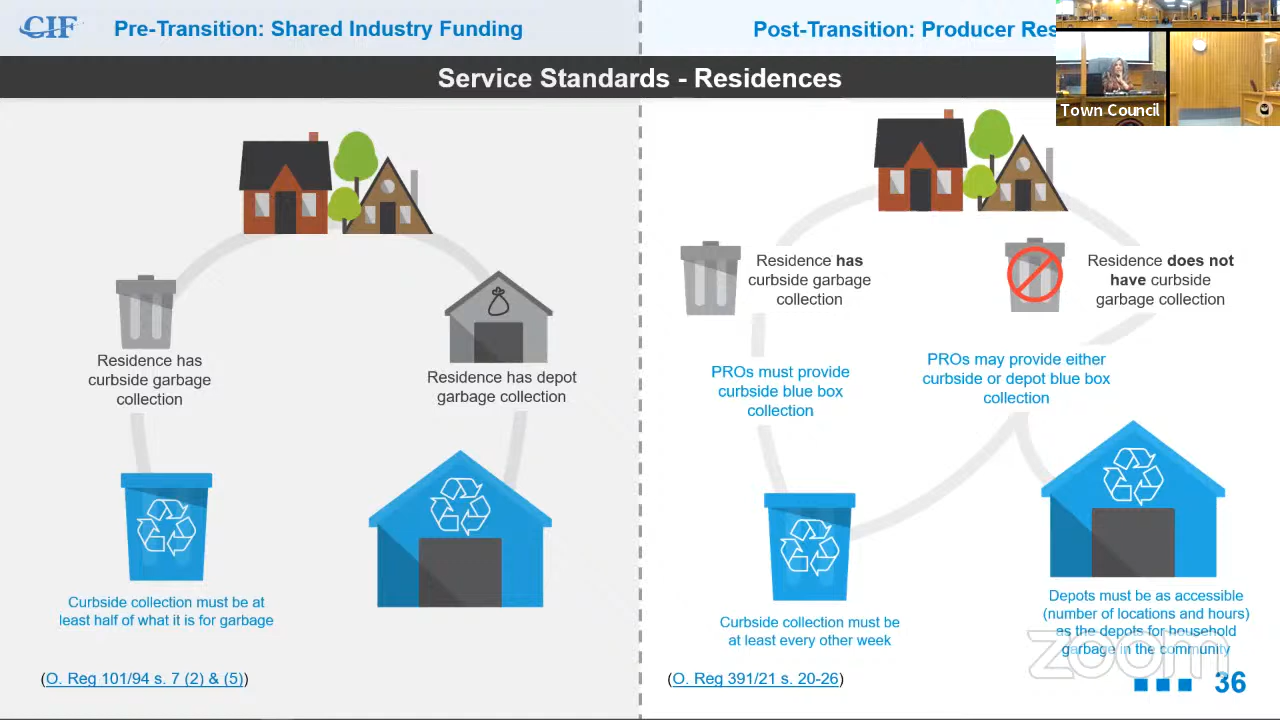 CIF
Pre-Transition: Shared Industry Funding
Post-Transition: Producer Res
Town Council
Service Standards - Residences
Residence has
curbside garbage
collection
Residence has depot
garbage collection
Curbside collection must be at
least half of what it is for garbage
(O. Reg 101/94 s. 7 (2) & (5))
Residence has
curbside garbage
collection
Residence does not
have curbside
garbage collection
PROs must provide
curbside blue box
collection
PROs may provide either
curbside or depot blue box
collection
Curbside collection must be
at least every other week
Depots must be as accessible
(number of locations and hours)
as the depots for household
garbage in the community
(O. Reg 391/21 s. 20-26)
zoom
36